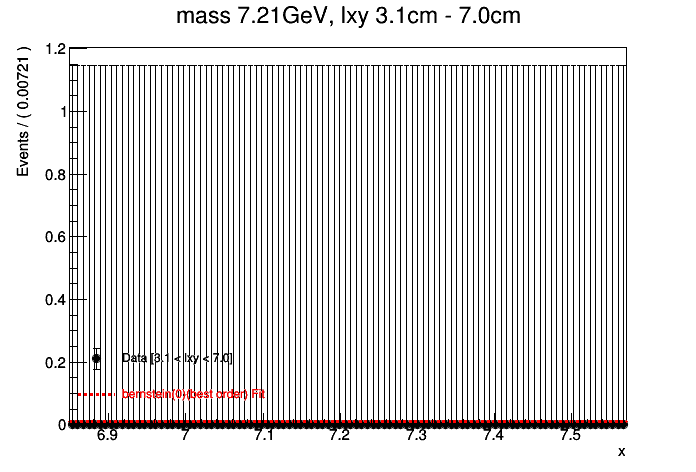 mass 7.21GeV, lxy 3.1cm - 7.0cm
Events / ( 0.00721 )
1.2
1
0.8
0.6
0.4
0.2
0
Data [3.1 < lxy < 7.0]
bernstein[0](best order) Fit
6.9 7 7.1 7.2 7.3 7.4 7.5
x